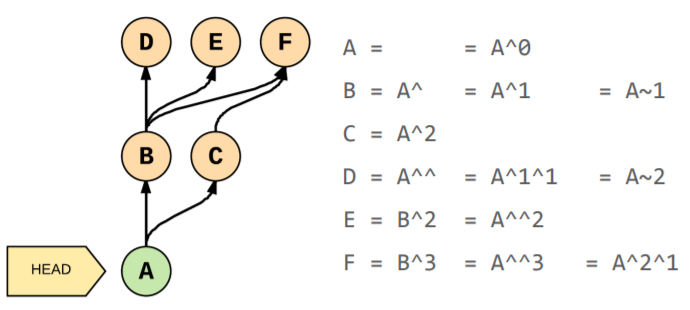 D E F
B C
HEAD A
A = = A^0
B = A^ = A^1 = A~1
C = A^2
D = A^^ = A^1^1 = A~2
E = B^2 = A^^2
F = B^3 = A^^3 = A^2^1